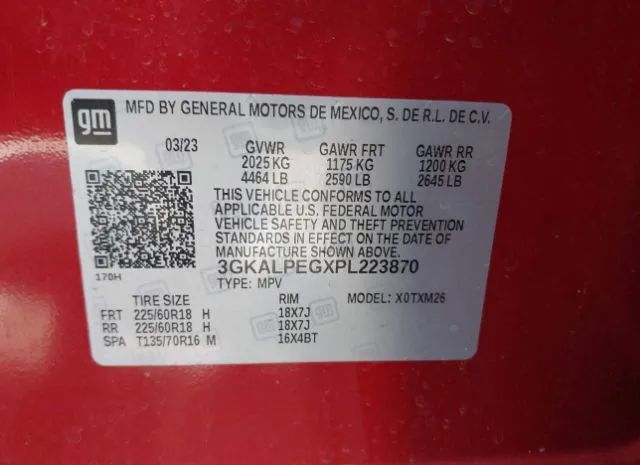 gm MFD BY GENERAL MOTORS DE MEXICO, S. DE R.L. DE C.V.
03/23 GVWR GAWR FRT GAWR RR
2025 KG 1175 KG 1200 KG
4464 LB 2590 LB 2645 LB
THIS VEHICLE CONFORMS TO ALL
APPLICABLE U.S. FEDERAL MOTOR
VEHICLE SAFETY AND THEFT PREVENTION
STANDARDS IN EFFECT ON THE DATE OF
MANUFACTURE SHOWN ABOVE.
3GKALPEGXPL223870
170H TYPE: MPV
TIRE SIZE RIM MODEL: X0TXM26
FRT 225/60R18 H 18X7J
RR 225/60R18 H 18X7J
SPA T135/70R16 M 16X4BT